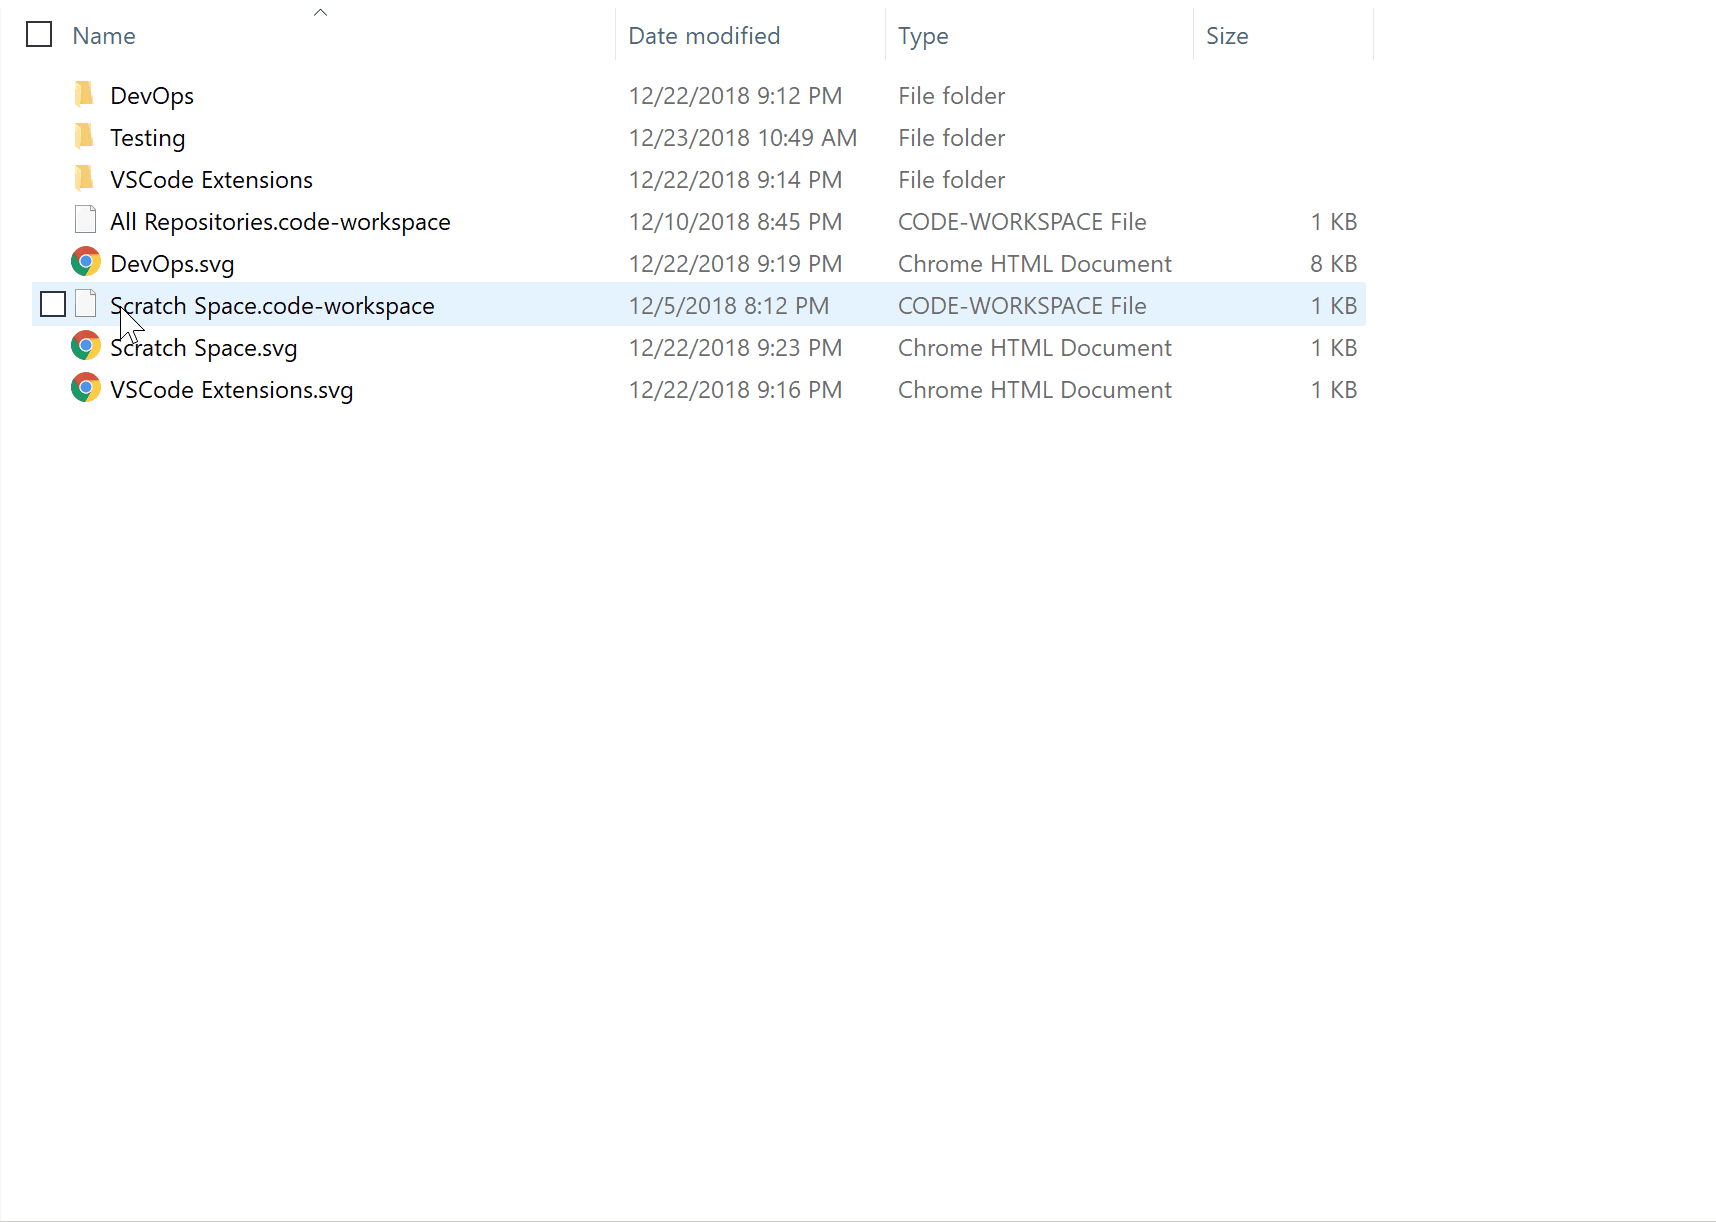 Name Date modified Type Size
DevOps 12/22/2018 9:12 PM File folder
Testing 12/23/2018 10:49 AM File folder
VSCode Extensions 12/22/2018 9:14 PM File folder
All Repositories.code-workspace 12/10/2018 8:45 PM CODE-WORKSPACE File 1 KB
DevOps.svg 12/22/2018 9:19 PM Chrome HTML Document 8 KB
Scratch Space.code-workspace 12/5/2018 8:12 PM CODE-WORKSPACE File 1 KB
Scratch Space.svg 12/22/2018 9:23 PM Chrome HTML Document 1 KB
VSCode Extensions.svg 12/22/2018 9:16 PM Chrome HTML Document 1 KB